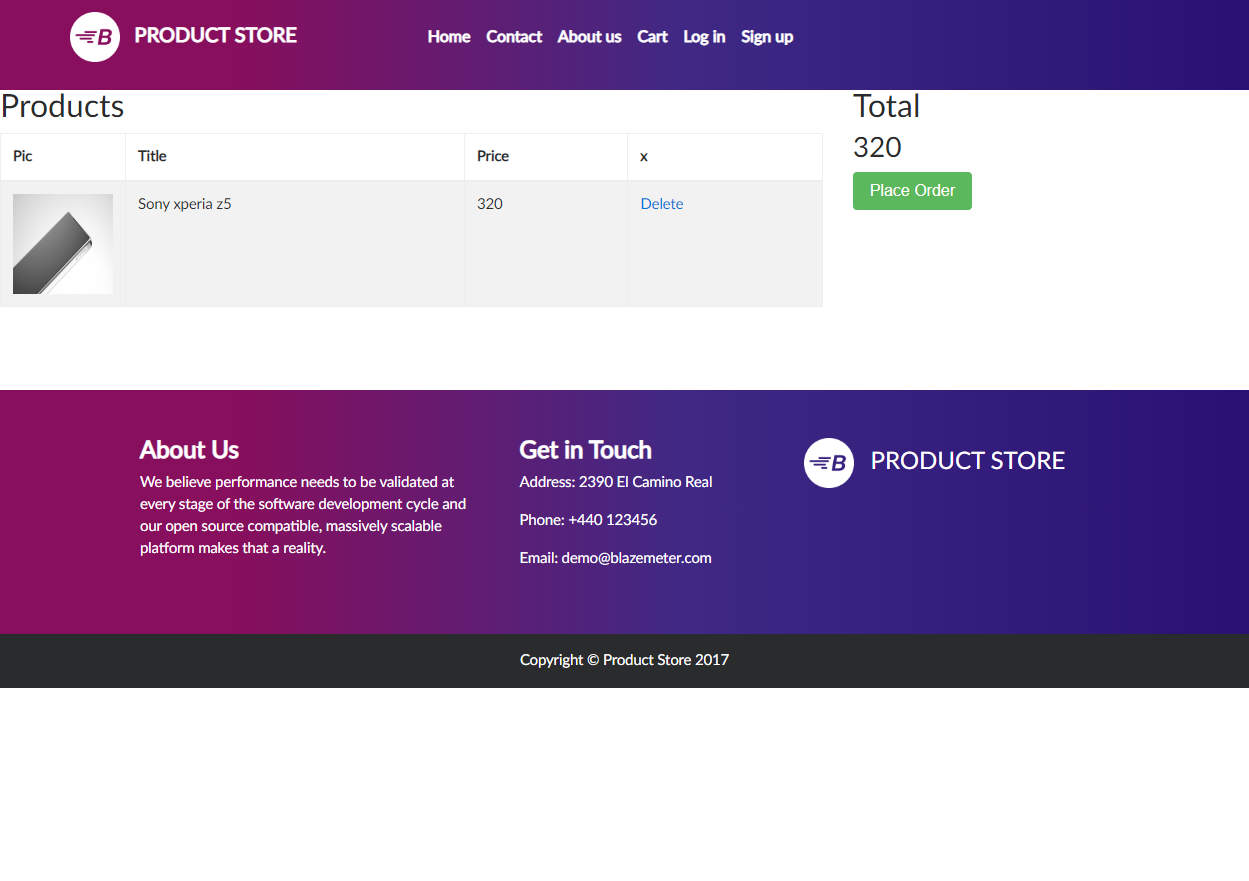 B PRODUCT STORE Home Contact About us Cart Log in Sign up
Products
Total
Pic Title Price x
320
Sony xperia z5 320 Delete
Place Order
About Us
We believe performance needs to be validated at
every stage of the software development cycle and
our open source compatible, massively scalable
platform makes that a reality.
Get in Touch
Address: 2390 El Camino Real
Phone: +440 123456
Email: demo@blazemeter.com
B PRODUCT STORE
Copyright © Product Store 2017